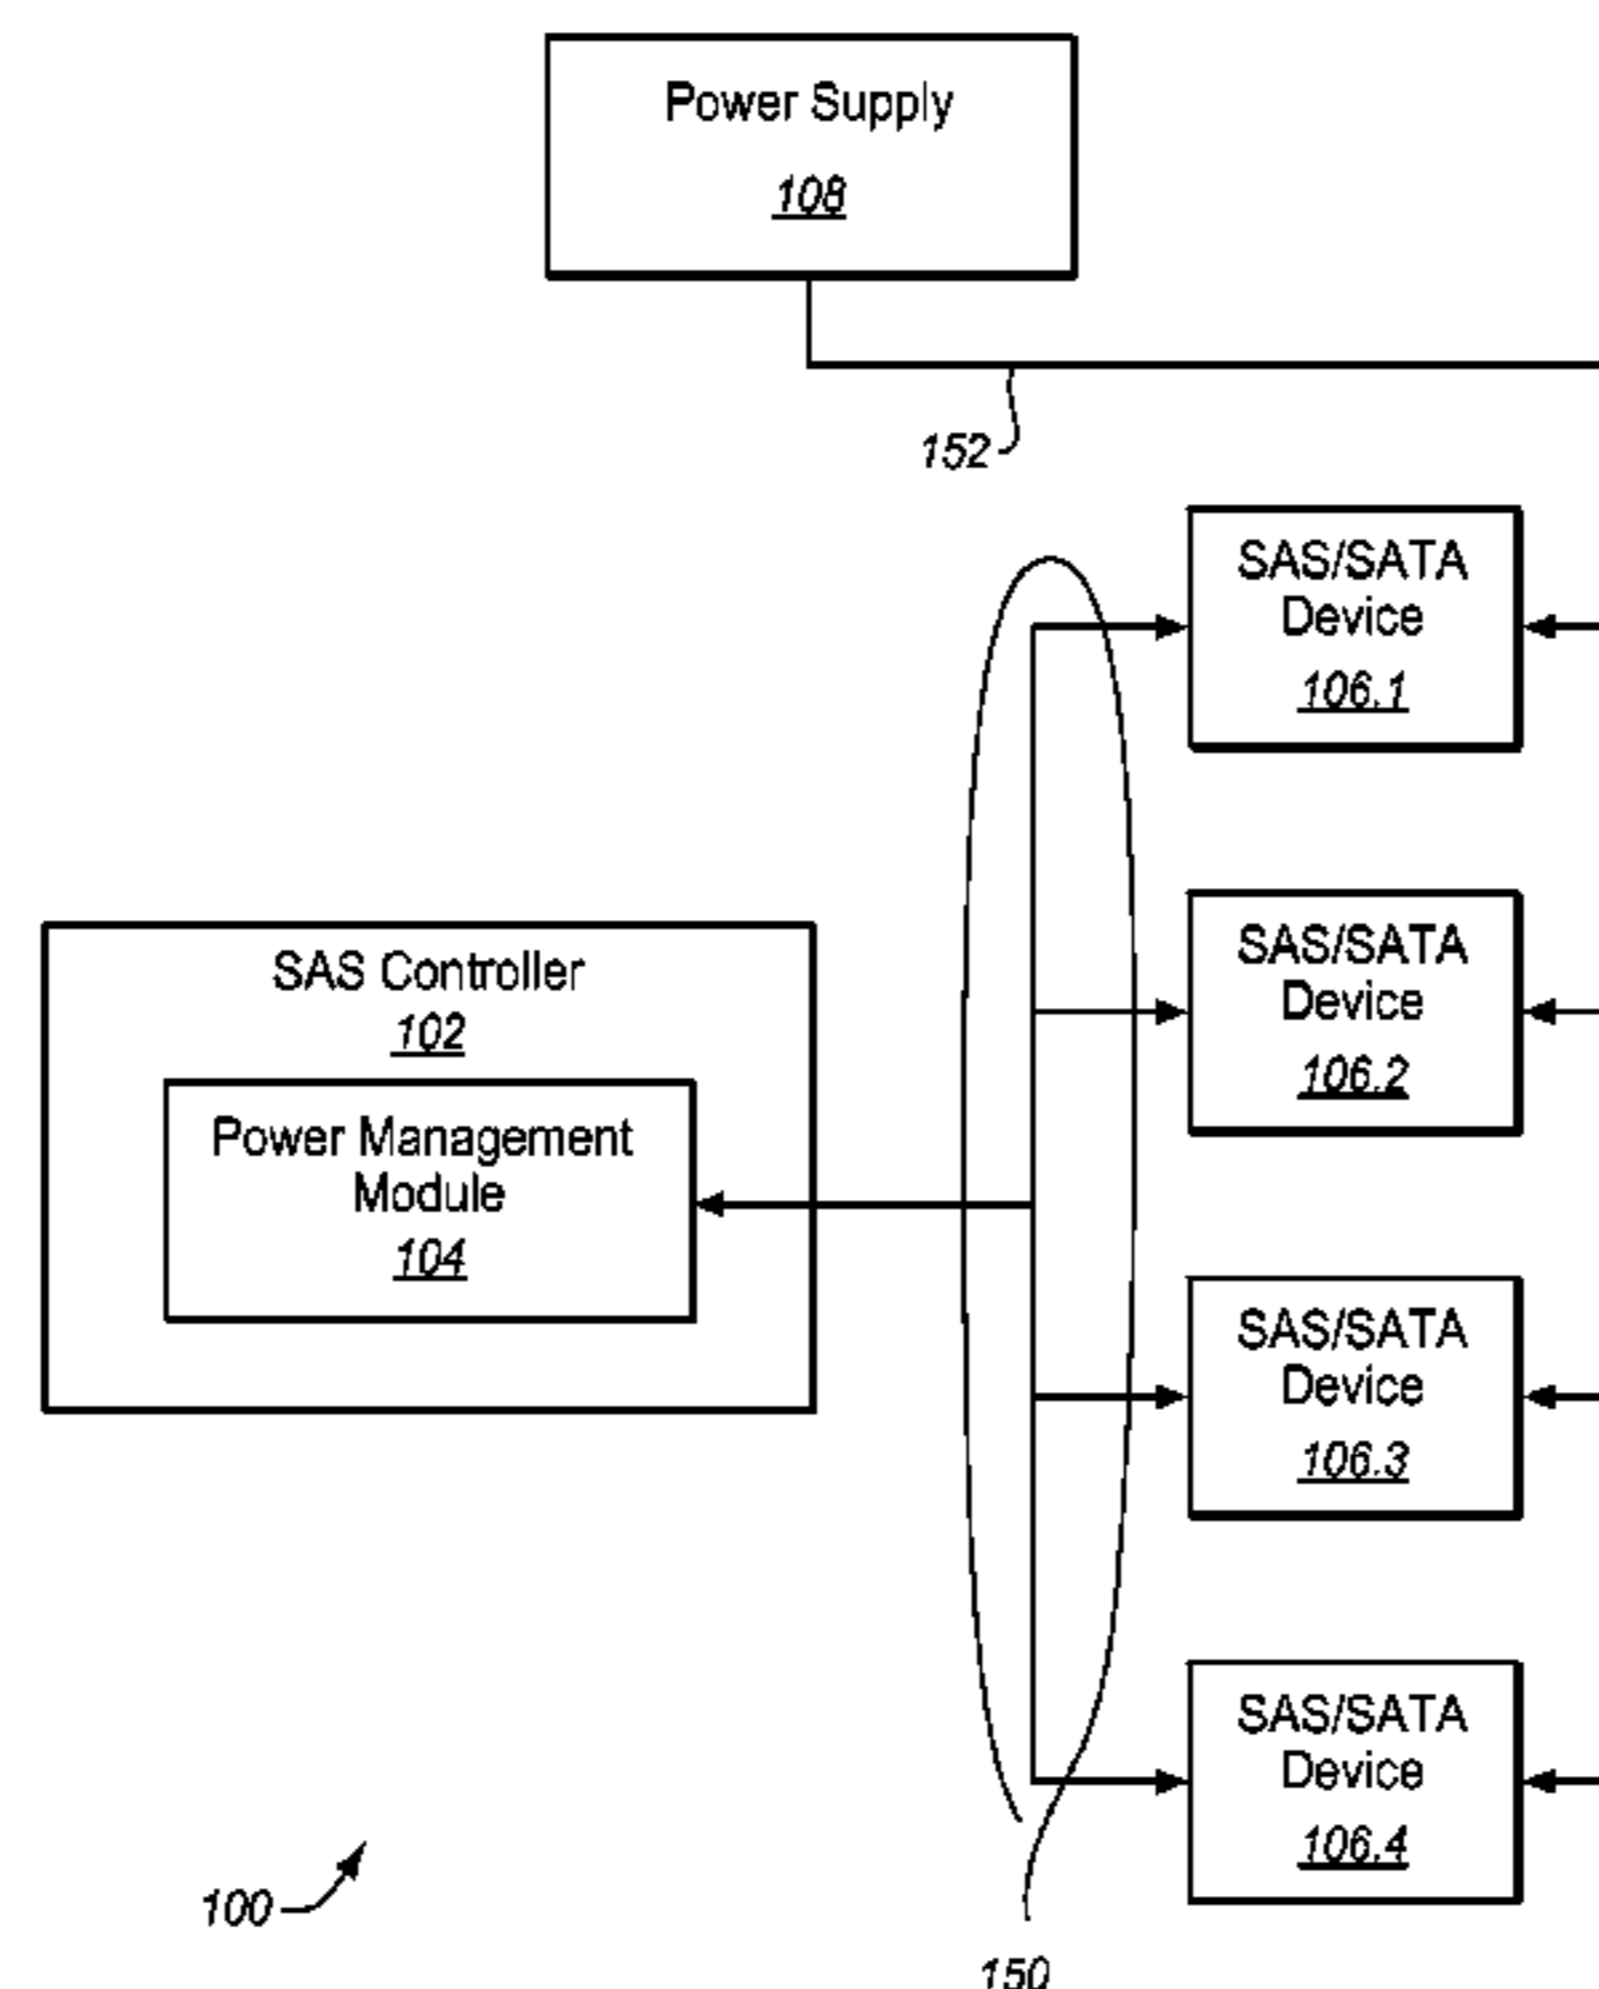 Power Supply
108
152
SAS/SATA
Device
106.1
SAS/SATA
Device
106.2
SAS Controller
102
Power Management
Module
104
SAS/SATA
Device
106.3
SAS/SATA
Device
106.4
100
150